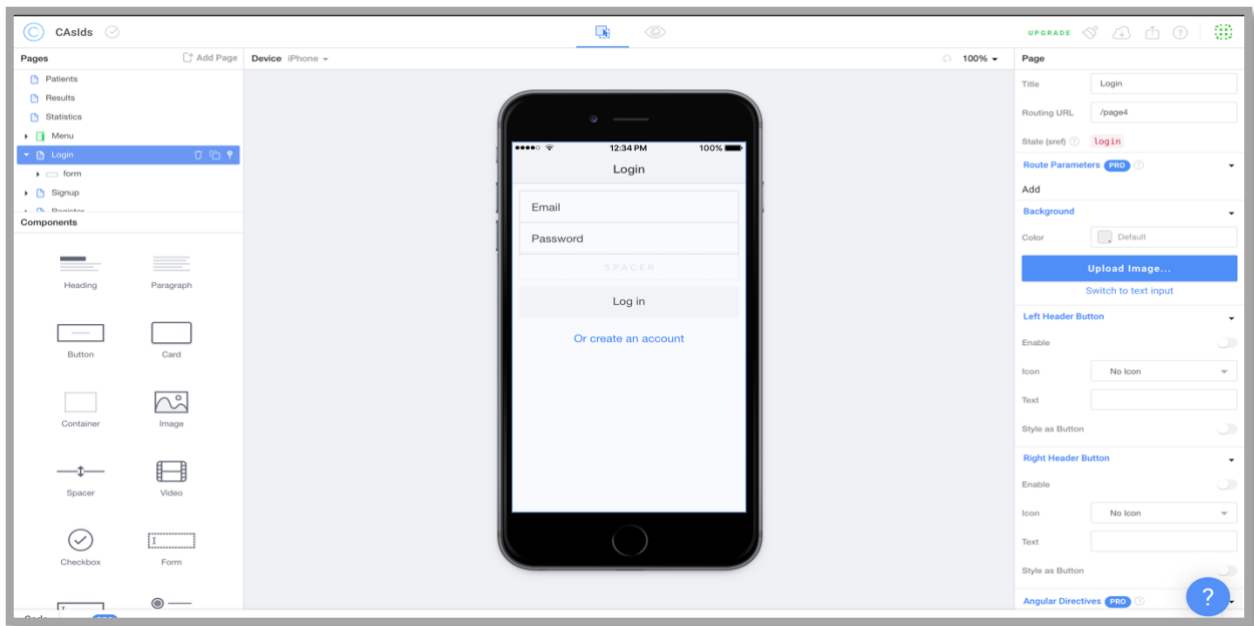 CAsIds
UPGRADE
Pages
Add Page
Patients
Results
Statistics
Menu
Login
form
Signup
Register
Components
Heading
Paragraph
Button
Card
Container
Image
Spacer
Video
Checkbox
Form
Code
Device iPhone
100%
12:34 PM
100%
Login
Email
Password
SPACER
Log in
Or create an account
Page
Title
Login
Routing URL
/page4
State (sref) ?
login
Route Parameters PRO ?
Add
Background
Color
Default
Upload Image...
Switch to text input
Left Header Button
Enable
Icon
No Icon
Text
Style as Button
Right Header Button
Enable
Icon
No Icon
Text
Style as Button
Angular Directives PRO ?
?